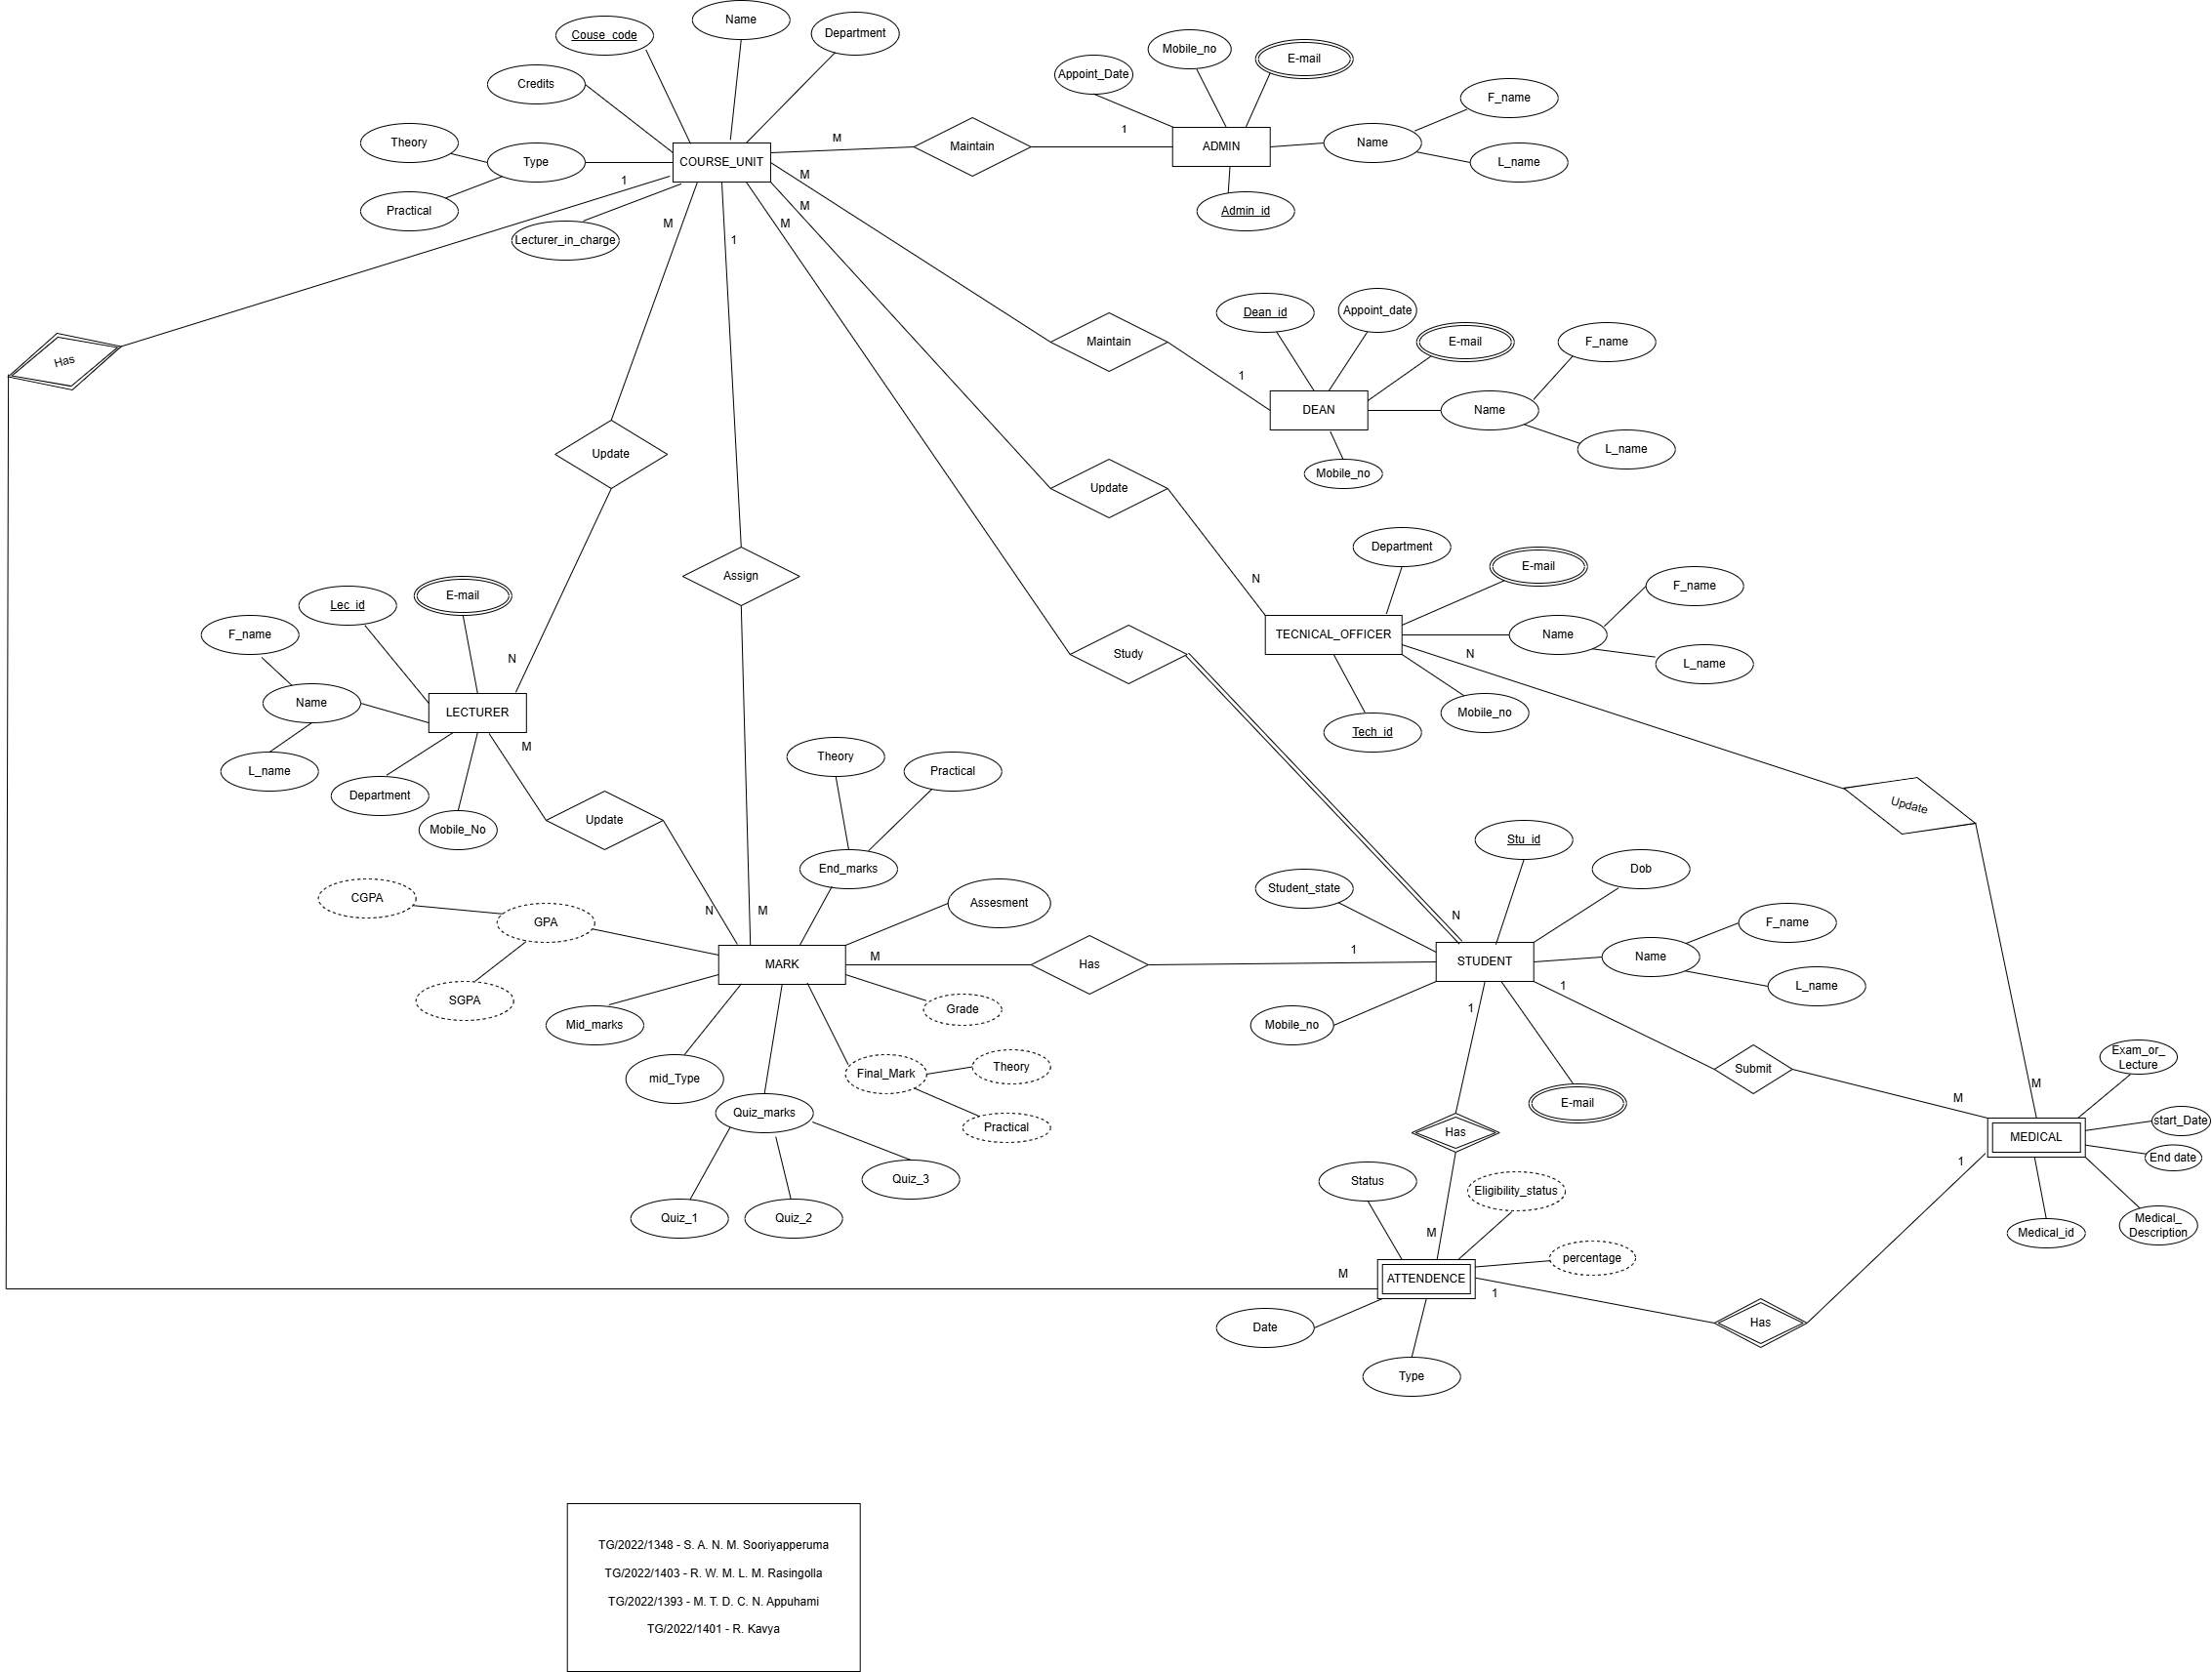 Name
Couse_code
Department
Credits
Theory
Type
Practical
Lecturer_in_charge
COURSE_UNIT
M
Maintain
1
Appoint_Date
Mobile_no
E-mail
ADMIN
Name
F_name
L_name
Admin_id
1
M
1
M
M
M
Has
Maintain
1
Dean_id
Appoint_date
E-mail
F_name
DEAN
Name
L_name
Mobile_no
Update
Update
N
Department
E-mail
F_name
TECNICAL_OFFICER
Name
L_name
N
Tech_id
Mobile_no
Assign
Study
Lec_id
E-mail
F_name
Name
N
LECTURER
L_name
Department
Mobile_No
M
Update
N
M
Update
Theory
Practical
End_marks
Assesment
CGPA
GPA
SGPA
MARK
M
Has
1
Mid_marks
mid_Type
Grade
Final_Mark
Theory
Practical
Quiz_marks
Quiz_1
Quiz_2
Quiz_3
Stu_id
Dob
Student_state
N
STUDENT
Name
F_name
L_name
Mobile_no
1
1
E-mail
Submit
M
M
Has
Exam_or_
Lecture
start_Date
MEDICAL
End date
Medical_id
Medical_
Description
1
Status
Eligibility_status
M
percentage
M
ATTENDENCE
1
Has
Date
Type
TG/2022/1348 - S. A. N. M. Sooriyapperuma
TG/2022/1403 - R. W. M. L. M. Rasingolla
TG/2022/1393 - M. T. D. C. N. Appuhami
TG/2022/1401 - R. Kavya